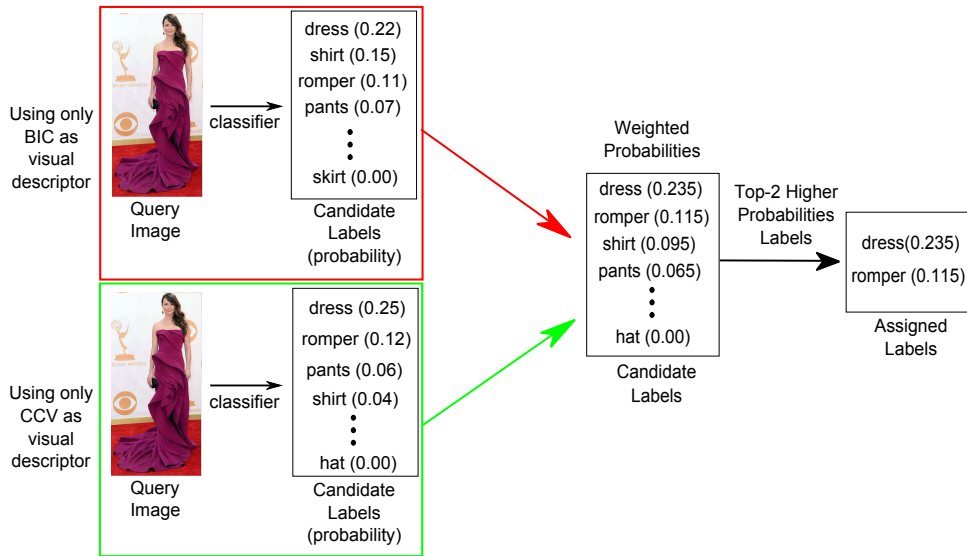 Using only
BIC as
visual
descriptor
Query
Image
classifier
dress (0.22)
shirt (0.15)
romper (0.11)
pants (0.07)
skirt (0.00)
Candidate
Labels
(probability)
Using only
CCV as
visual
descriptor
Query
Image
classifier
dress (0.25)
romper (0.12)
pants (0.06)
shirt (0.04)
hat (0.00)
Candidate
Labels
(probability)
Weighted
Probabilities
dress (0.235)
romper (0.115)
shirt (0.095)
pants (0.065)
hat (0.00)
Candidate
Labels
Top-2 Higher
Probabilities
Labels
dress(0.235)
romper (0.115)
Assigned
Labels